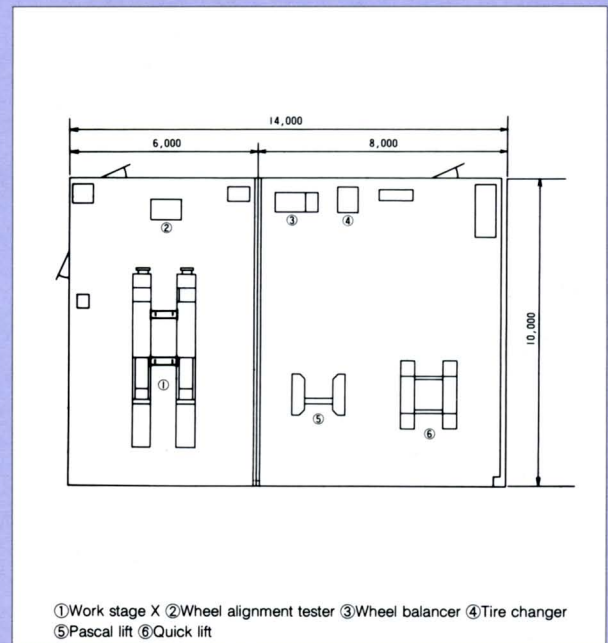 14,000
6,000 8,000
② ③ ④
10,000
① ⑤ ⑥
①Work stage X ②Wheel alignment tester ③Wheel balancer ④Tire changer
⑤Pascal lift ⑥Quick lift